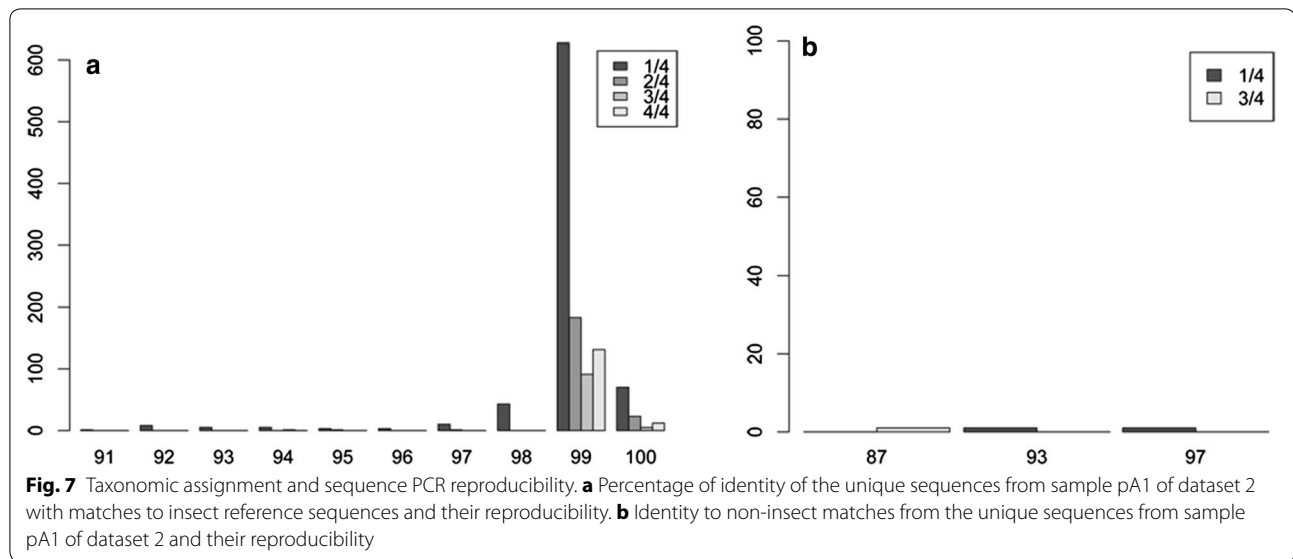 a
600
500
400
300
200
100
0
1/4
2/4
3/4
4/4
91 92 93 94 95 96 97 98 99 100
b
100
80
60
40
20
0
1/4
3/4
87 93 97
Fig. 7 Taxonomic assignment and sequence PCR reproducibility. a Percentage of identity of the unique sequences from sample pA1 of dataset 2
with matches to insect reference sequences and their reproducibility. b Identity to non-insect matches from the unique sequences from sample
pA1 of dataset 2 and their reproducibility